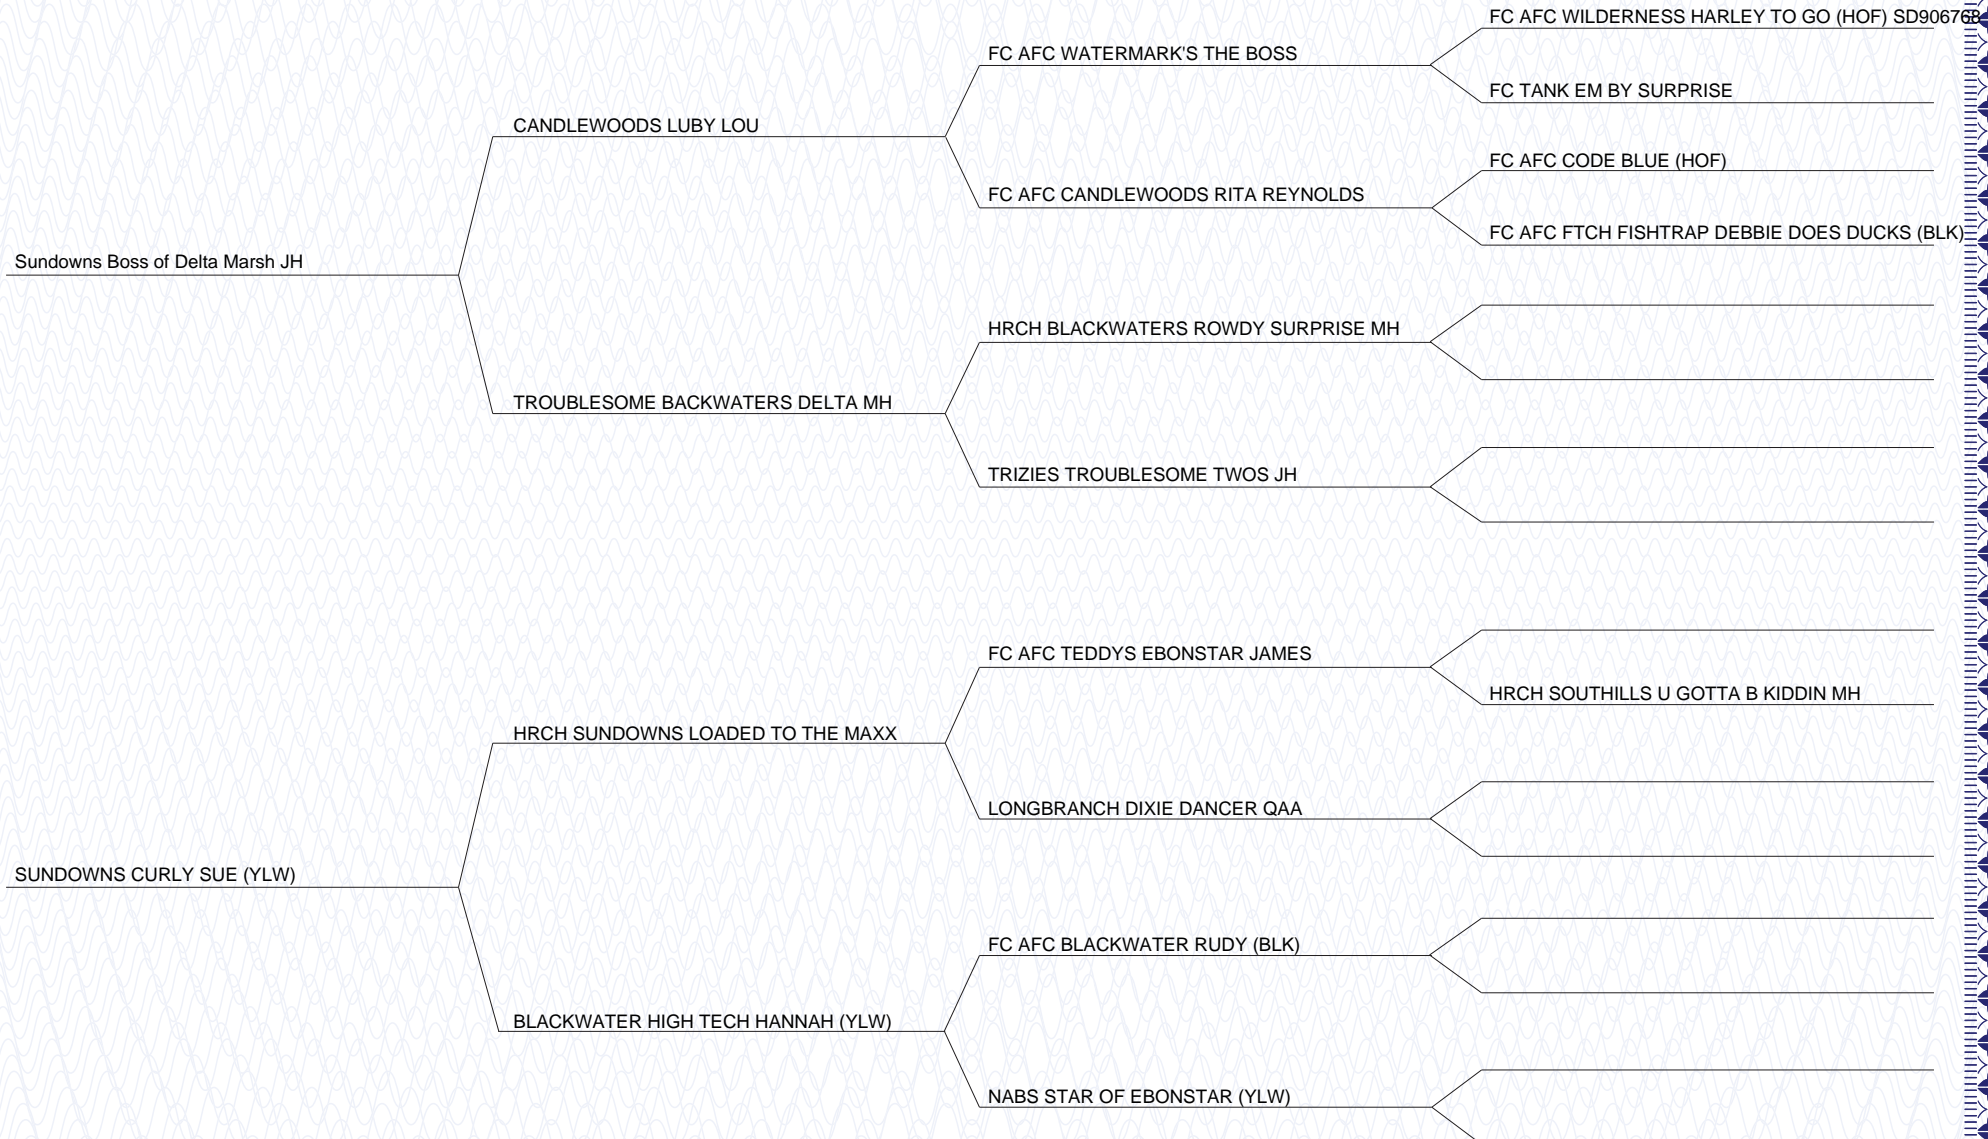 FC AFC WILDERNESS HARLEY TO GO (HOF) SD906768
FC AFC WATERMARK'S THE BOSS
FC TANK EM BY SURPRISE
CANDLEWOODS LUBY LOU
FC AFC CODE BLUE (HOF)
FC AFC CANDLEWOODS RITA REYNOLDS
FC AFC FTCH FISHTRAP DEBBIE DOES DUCKS (BLK)
Sundowns Boss of Delta Marsh JH
HRCH BLACKWATERS ROWDY SURPRISE MH
TROUBLESOME BACKWATERS DELTA MH
TRIZIES TROUBLESOME TWOS JH
FC AFC TEDDYS EBONSTAR JAMES
HRCH SOUTHILLS U GOTTA B KIDDIN MH
HRCH SUNDOWNS LOADED TO THE MAXX
LONGBRANCH DIXIE DANCER QAA
SUNDOWNS CURLY SUE (YLW)
FC AFC BLACKWATER RUDY (BLK)
BLACKWATER HIGH TECH HANNAH (YLW)
NABS STAR OF EBONSTAR (YLW)